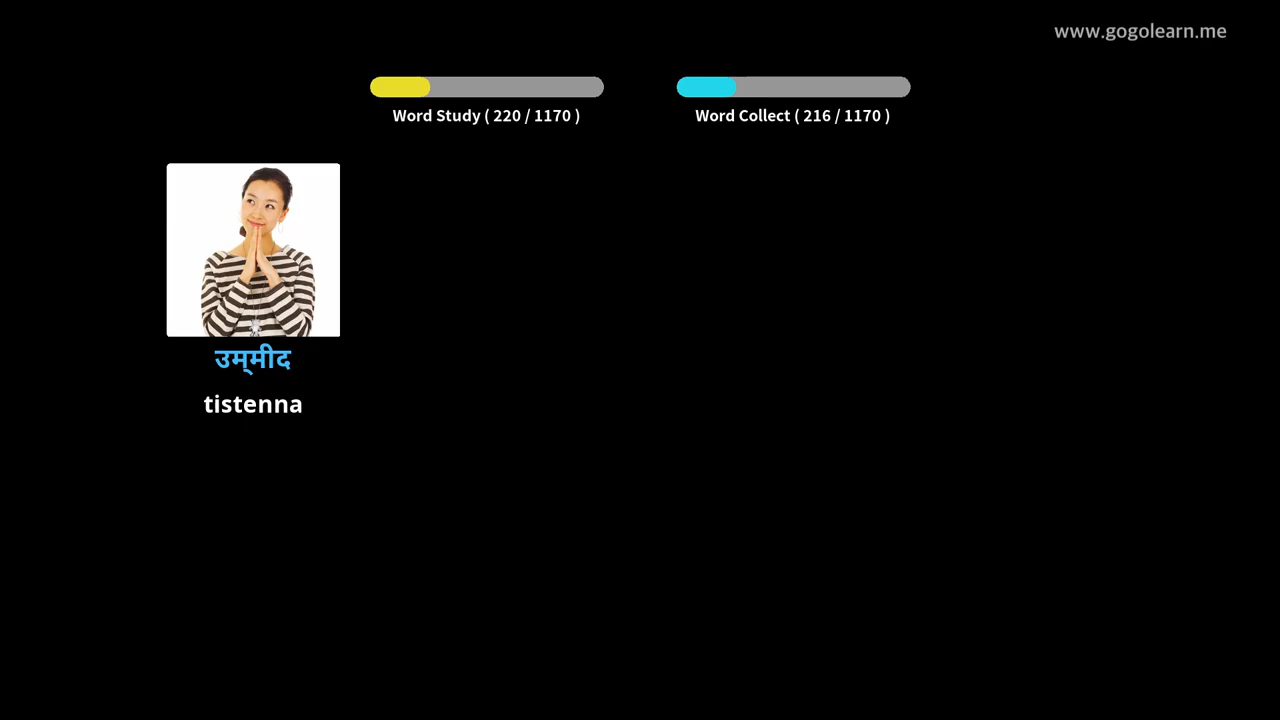 www.gogolearn.me
Word Study ( 220 / 1170 )
Word Collect ( 216 / 1170 )
उम्‌मीद
tistenna